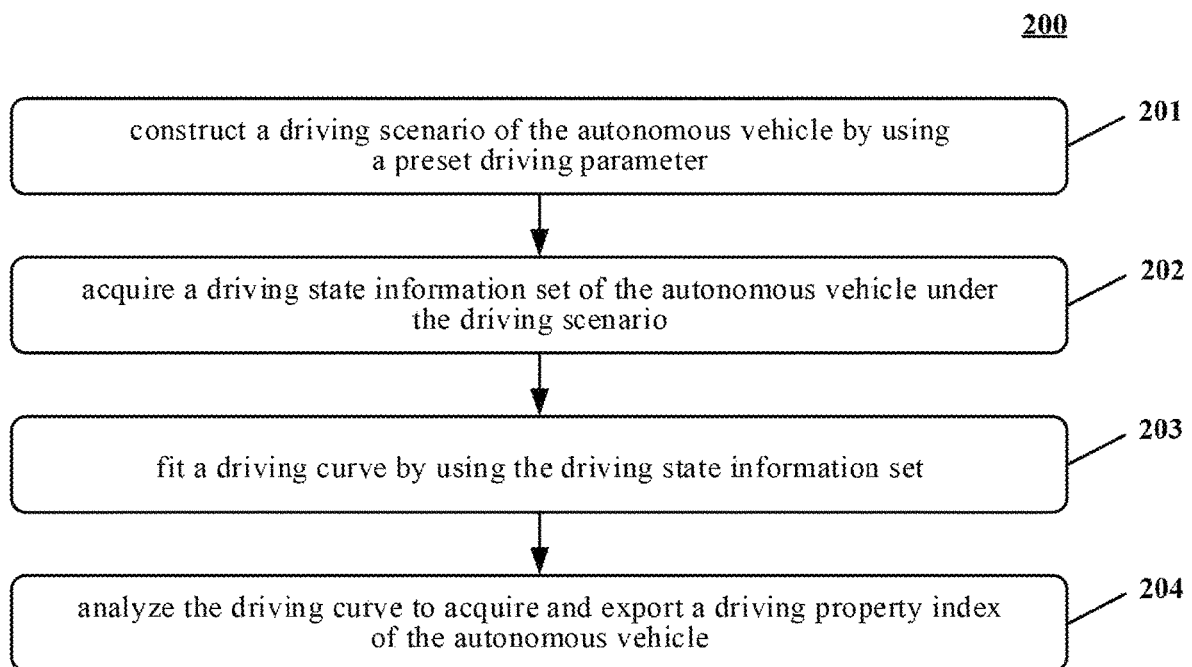 200
construct a driving scenario of the autonomous vehicle by using
a preset driving parameter
201
acquire a driving state information set of the autonomous vehicle under
the driving scenario
202
fit a driving curve by using the driving state information set
203
analyze the driving curve to acquire and export a driving property index
of the autonomous vehicle
204